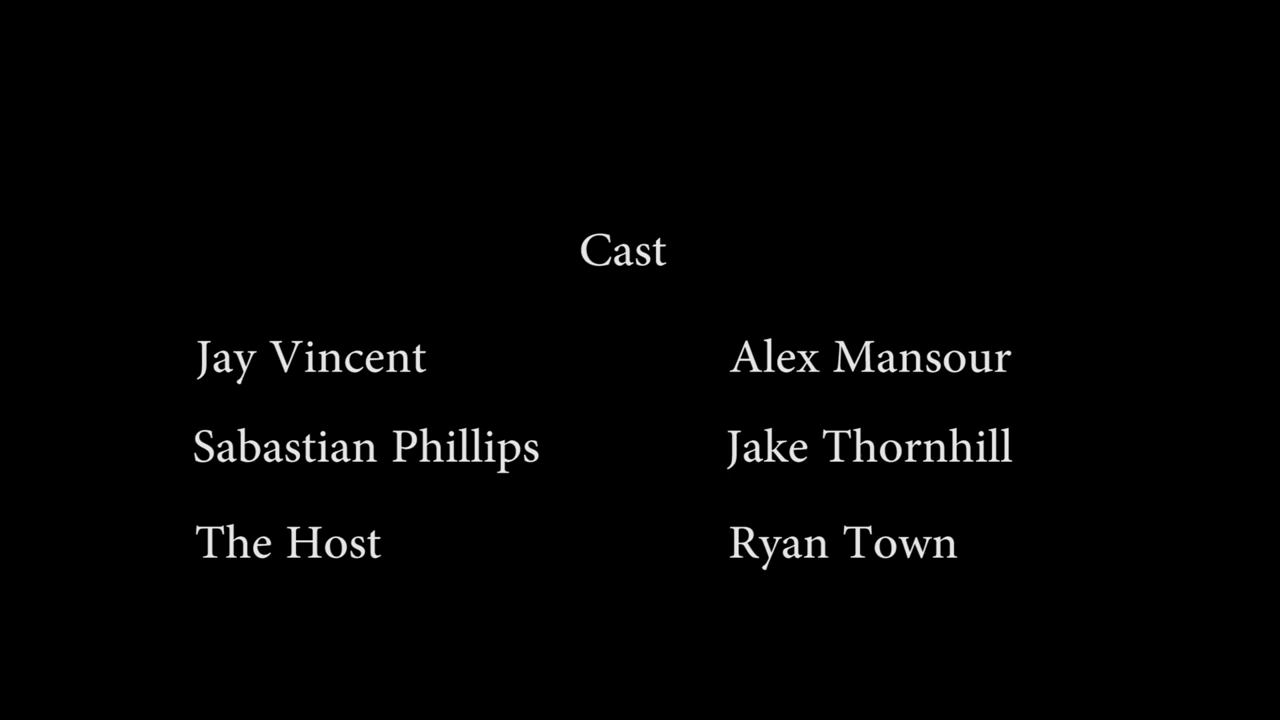 Cast
Jay Vincent Alex Mansour
Sabastian Phillips Jake Thornhill
The Host Ryan Town